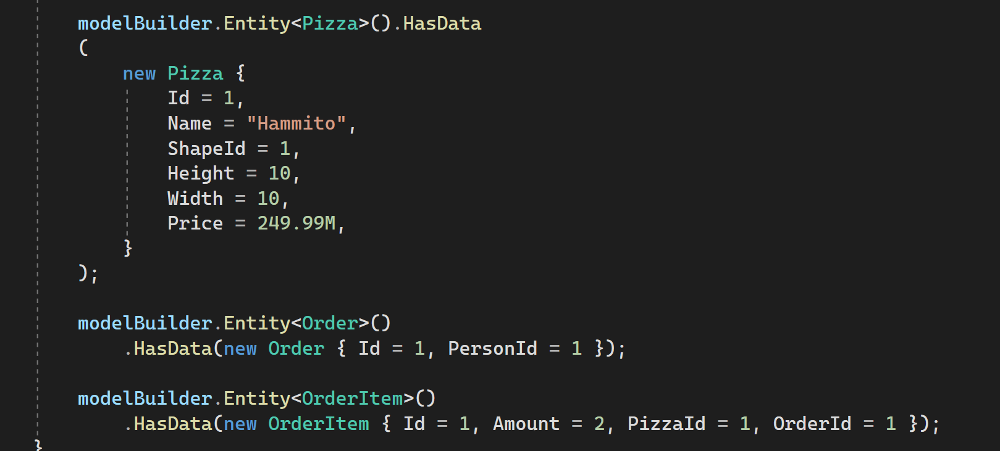 modelBuilder.Entity<Pizza>().HasData
(
new Pizza {
Id = 1,
Name = "Hammito",
ShapeId = 1,
Height = 10,
Width = 10,
Price = 249.99M,
}
);
modelBuilder.Entity<Order>()
.HasData(new Order { Id = 1, PersonId = 1 });
modelBuilder.Entity<OrderItem>()
.HasData(new OrderItem { Id = 1, Amount = 2, PizzaId = 1, OrderId = 1 });
}